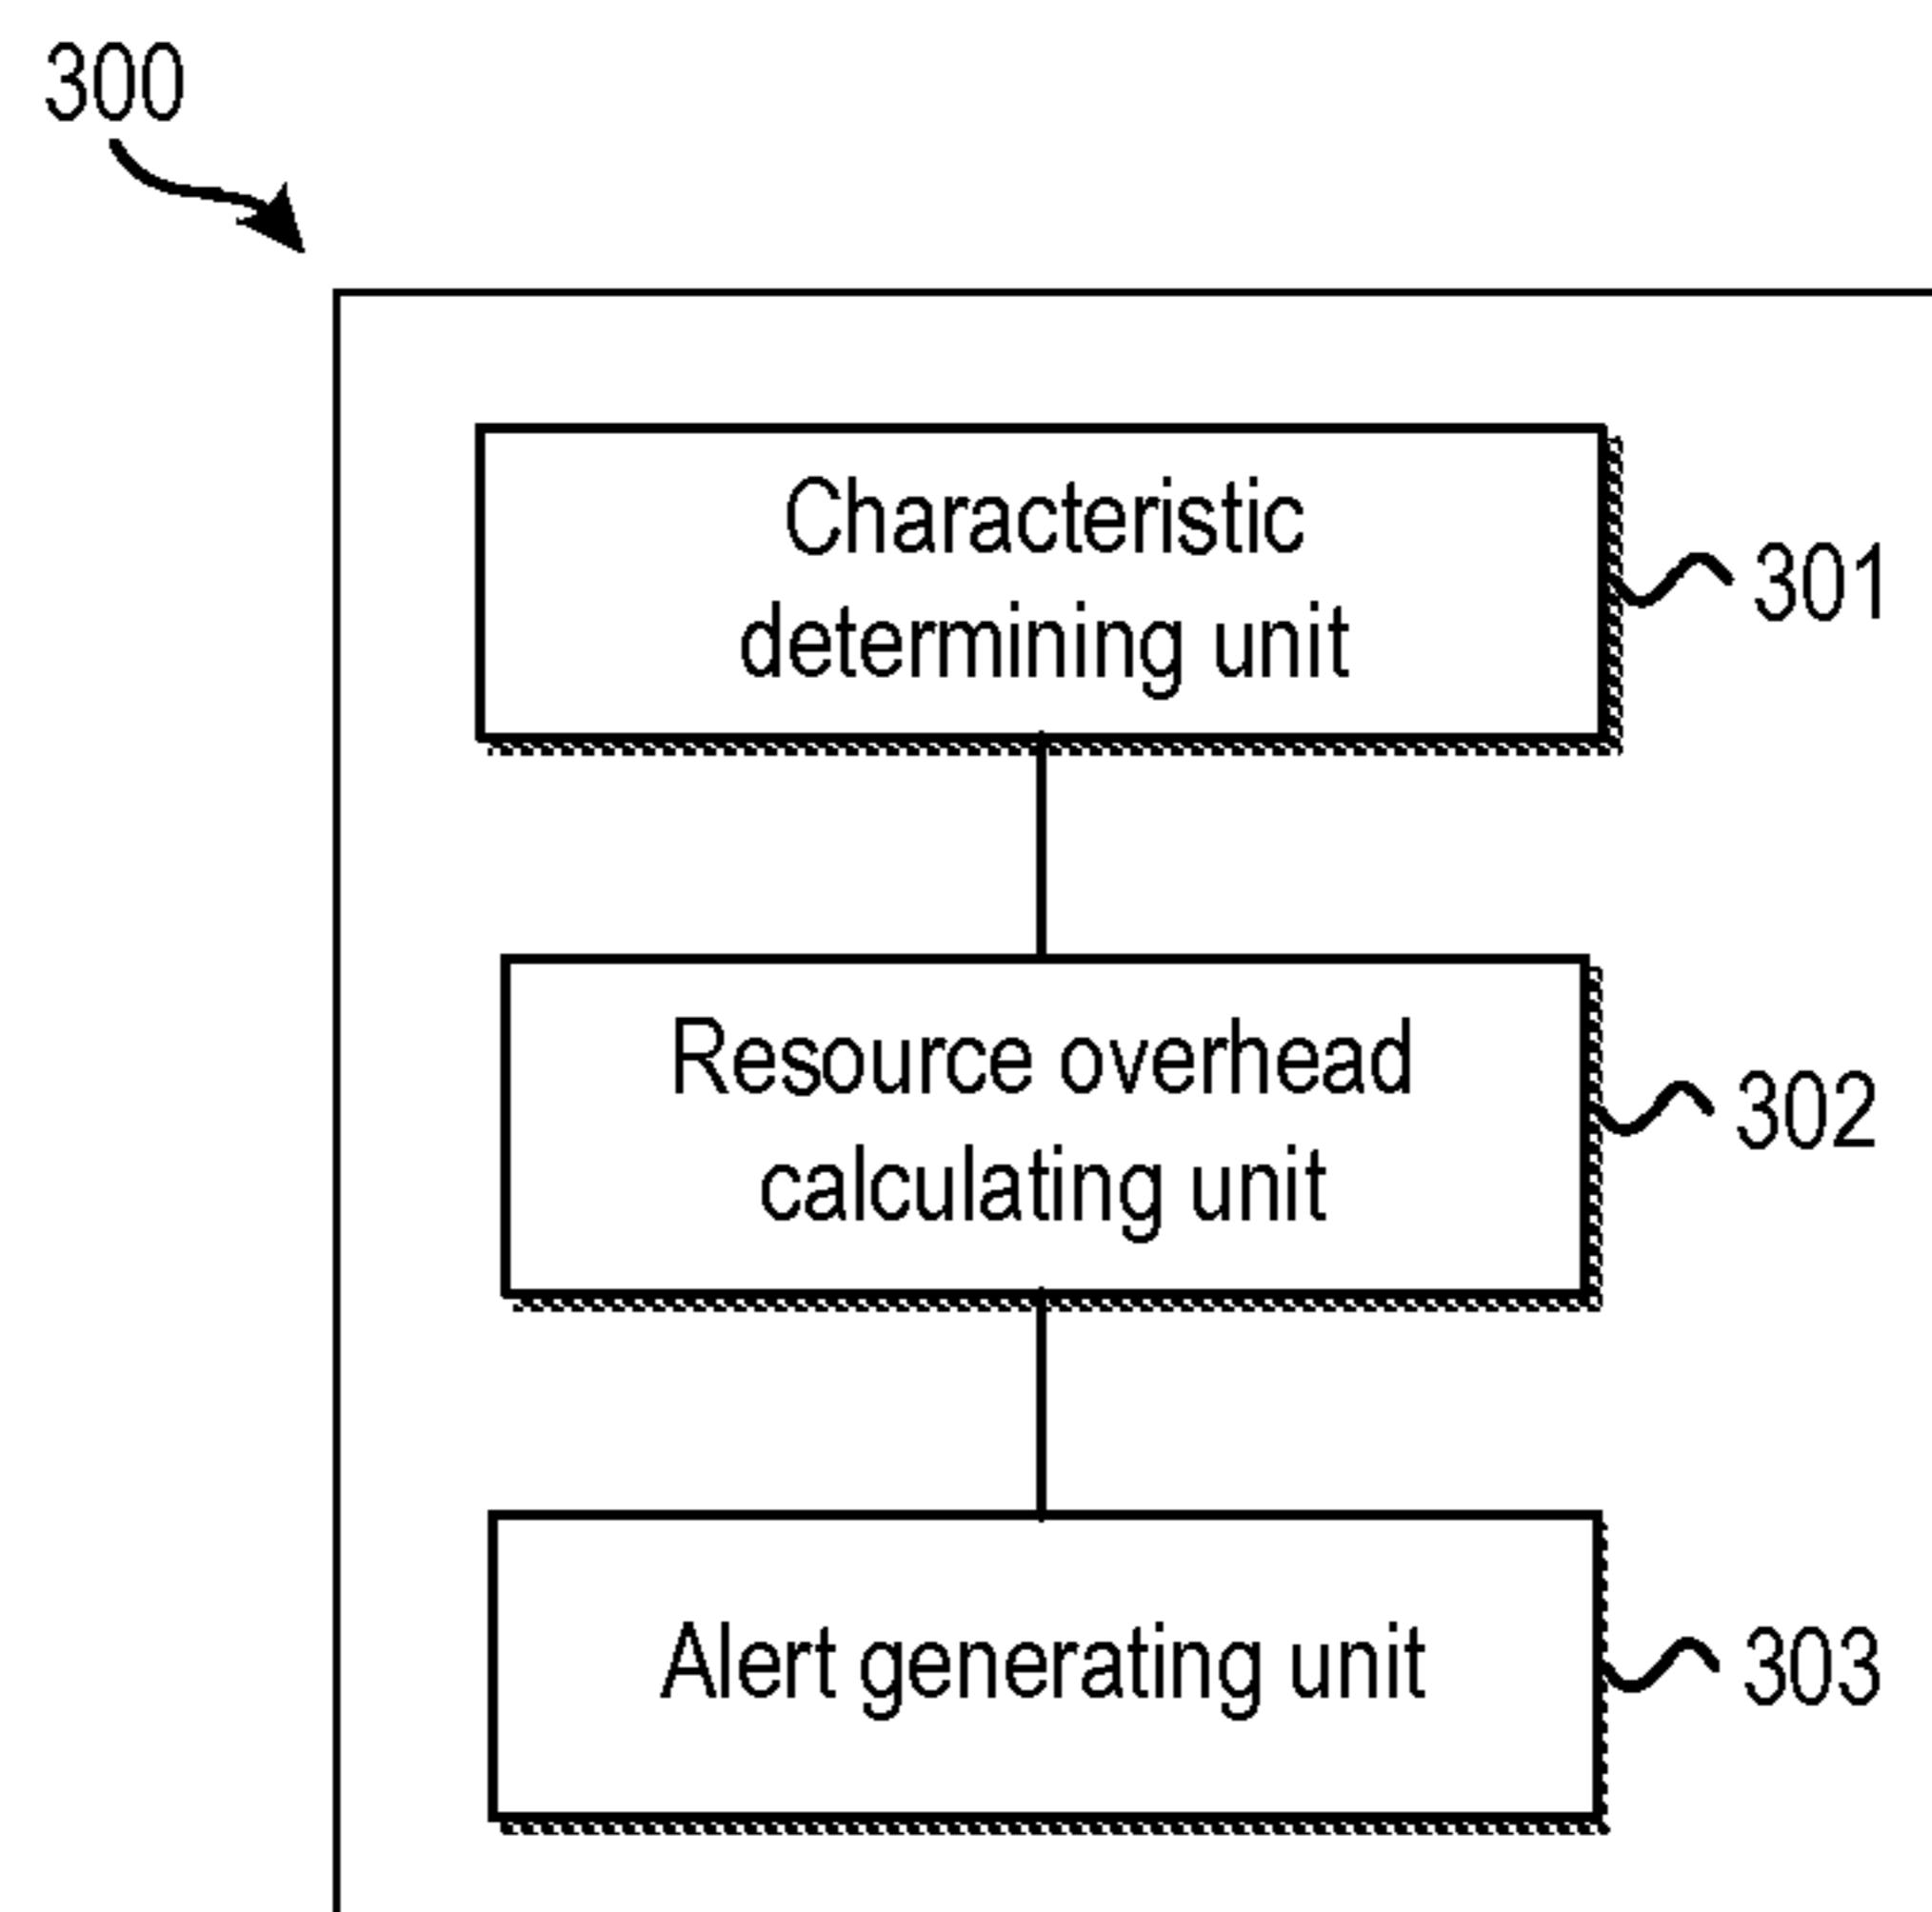 300
Characteristic
determining unit
301
Resource overhead
calculating unit
302
Alert generating unit
303